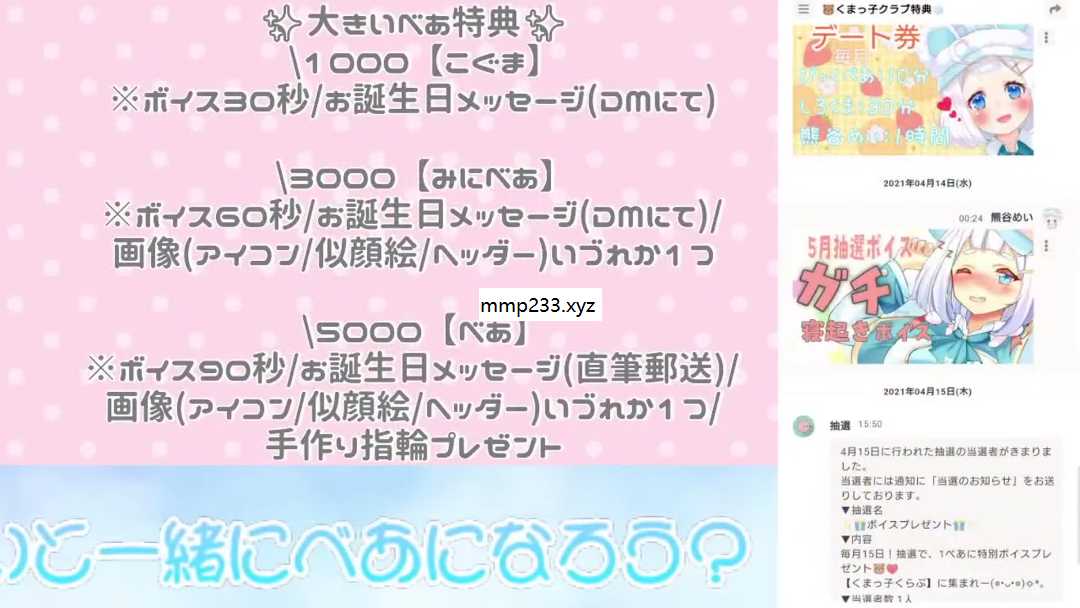 ✨大きいべあ特典✨
\1000【こぐま】
※ボイス30秒/お誕生日メッセージ(DMにて)
\3000【みにべあ】
※ボイス60秒/お誕生日メッセージ(DMにて)/
画像(アイコン/似顔絵/ヘッダー)いづれか1つ
mmp233.xyz
\5000【べあ】
※ボイス90秒/お誕生日メッセージ(直筆郵送)/
画像(アイコン/似顔絵/ヘッダー)いづれか1つ/
手作り指輪プレゼント
と一緒にべあになろう?
🐻くまっ子クラブ特典
デート券
毎月
しろくま:30分
熊谷めい:1時間
2021年04月14日(水)
00:24 熊谷めい
5月抽選ボイス
ガチ
寝起きボイス
2021年04月15日(木)
抽選 15:50
4月15日に行われた抽選の当選者がきまりま
した。
当選者には通知に「当選のお知らせ」をお送
りしております。
▼抽選名
✨🎁ボイスプレゼント🎁✨
▼内容
毎月15日！抽選で、1べあに特別ボイスプレ
ゼント🐻❤
【くまっ子くらぶ】に集まれー(๑•ᴗ•๑)✧*。
▼当選者数 1人